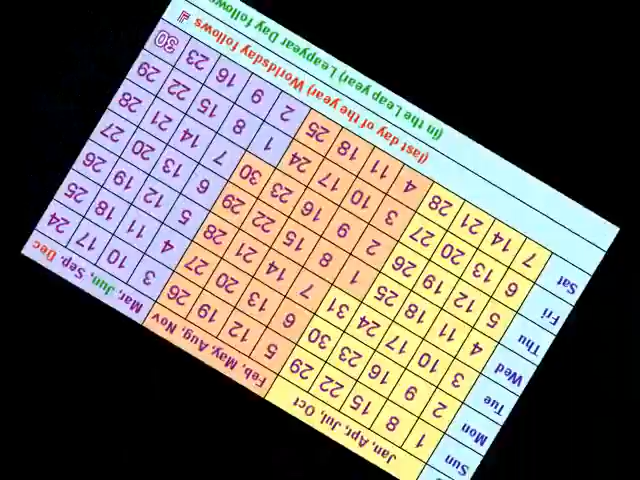 Jan, Apr, Jul, Oct Feb, May, Aug, Nov Mar, Jun, Sep, Dec
Sun 1 8 15 22 29 5 12 19 26 3 10 17 24
Mon 2 9 16 23 30 6 13 20 27 4 11 18 25
Tue 3 10 17 24 31 7 14 21 28 5 12 19 26
Wed 4 11 18 25 1 8 15 22 29 6 13 20 27
Thu 5 12 19 26 2 9 16 23 30 7 14 21 28
Fri 6 13 20 27 3 10 17 24 1 8 15 22 29
Sat 7 14 21 28 4 11 18 25 2 9 16 23 30
(last day of the year) Worldsday follows
(in the Leap year) Leapyear Day follows